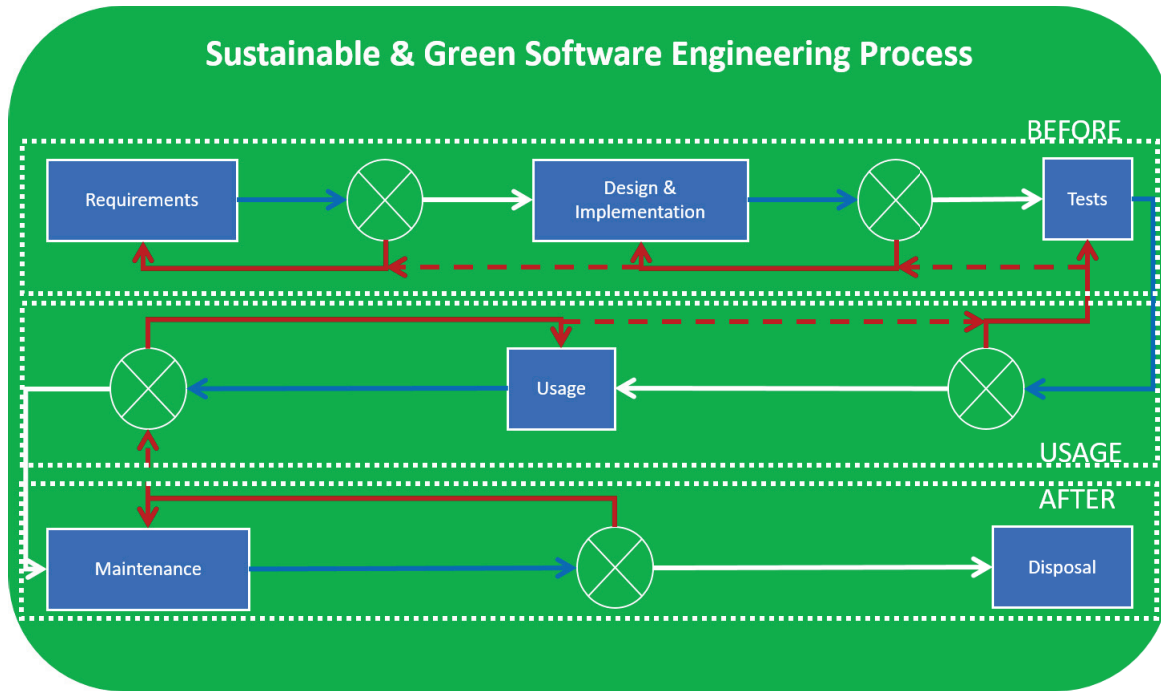 Sustainable & Green Software Engineering Process
BEFORE
Requirements
Design &
Implementation
Tests
Usage
USAGE
AFTER
Maintenance
Disposal